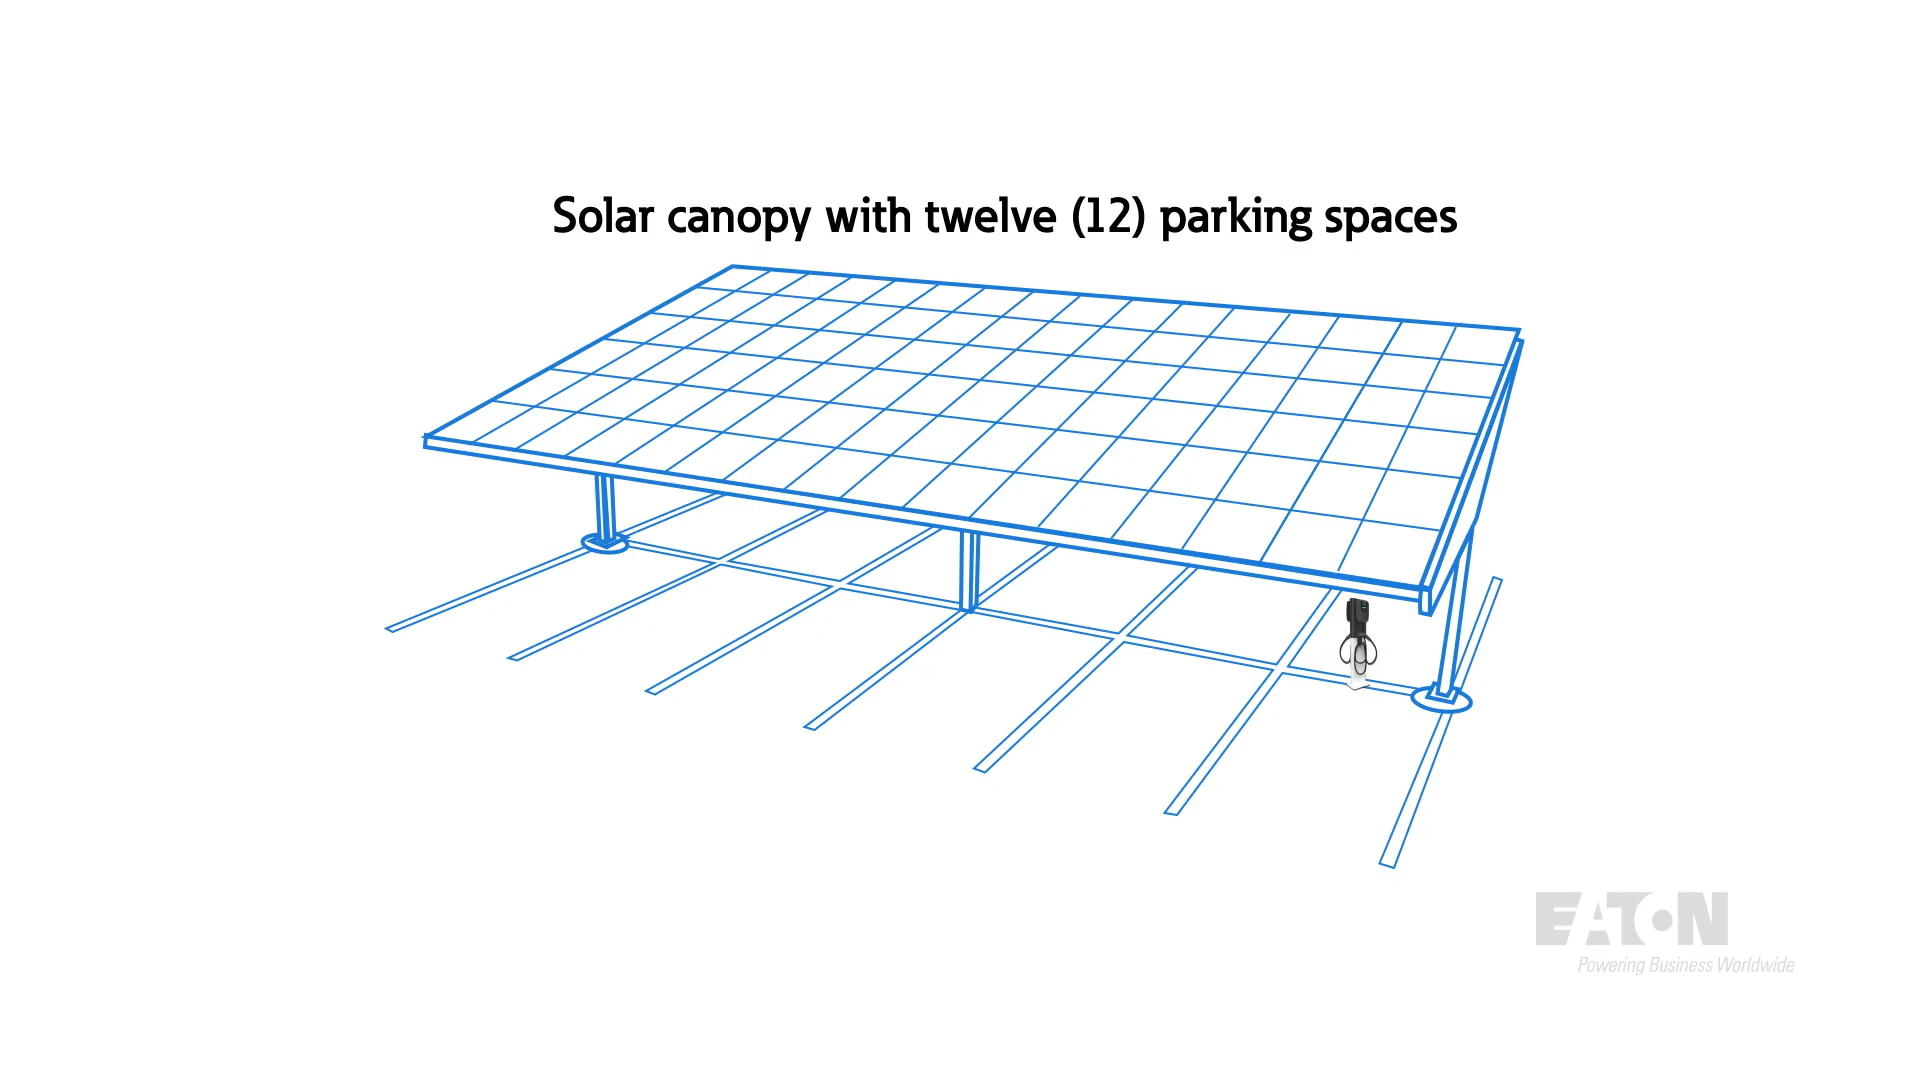 Solar canopy with twelve (12) parking spaces
EATON
Powering Business Worldwide